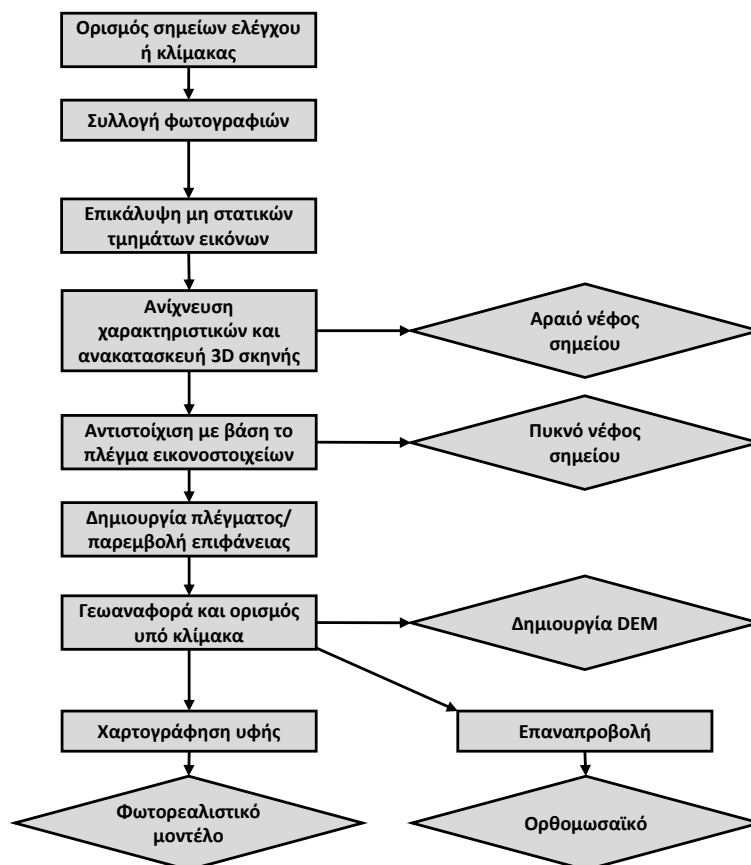 Ορισμός σημείων ελέγχου
ή κλίμακας
Συλλογή φωτογραφιών
Επικάλυψη μη στατικών
τμημάτων εικόνων
Ανίχνευση
χαρακτηριστικών και
ανακατασκευή 3D σκηνής
Αραιό νέφος
σημείου
Αντιστοίχιση με βάση το
πλέγμα εικονοστοιχείων
Πυκνό νέφος
σημείου
Δημιουργία πλέγματος/
παρεμβολή επιφάνειας
Γεωαναφορά και ορισμός
υπό κλίμακα
Δημιουργία DEM
Χαρτογράφηση υφής
Επαναπροβολή
Φωτορεαλιστικό
μοντέλο
Ορθομωσαϊκό